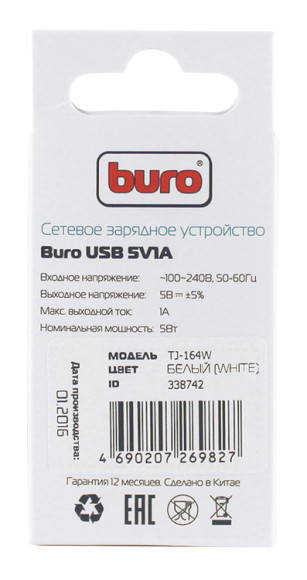 buro®
Сетевое зарядное устройство
Buro USB 5V1A
Входное напряжение: ~100~240В, 50-60Гц
Выходное напряжение: 5В ⎓ ±5%
Макс. выходной ток: 1А
Номинальная мощность: 5Вт
Дата производства:
01.2016
МОДЕЛЬ TJ-164W
ЦВЕТ БЕЛЫЙ (WHITE)
ID 338742
4 690207 269827
Гарантия 12 месяцев. Сделано в Китае
EAC